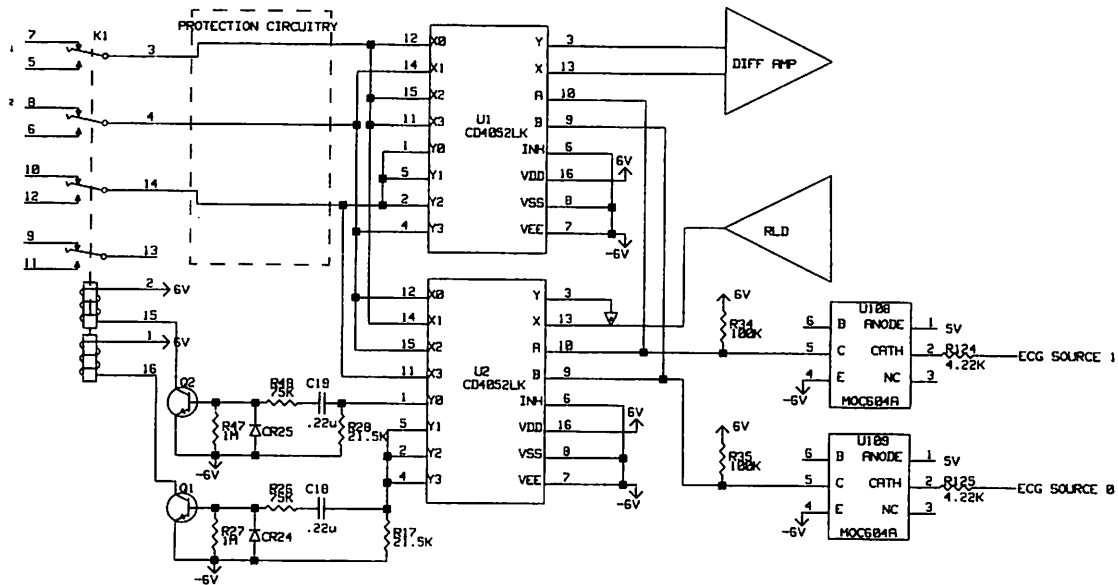 PROTECTION CIRCUITRY
K1
7
5
3
8
6
4
10
12
14
9
11
13
2
6V
15
1
6V
16
12 X0
14 X1
15 X2
11 X3
1 Y0
5 Y1
2 Y2
4 Y3
U1
CD4052LK
Y 3
X 13
A 10
B 9
INH 6
VDD 16
VSS 8
VEE 7
6V
-6V
DIFF AMP
RLD
12 X0
14 X1
15 X2
11 X3
1 Y0
5 Y1
2 Y2
4 Y3
U2
CD4052LK
Y 3
X 13
A 10
B 9
INH 6
VDD 16
VSS 8
VEE 7
6V
-6V
Q2
R48
75K
C19
.22u
R47
1M
CR25
R28
21.5K
-6V
Q1
R26
75K
C18
.22u
R27
1M
CR24
R17
21.5K
-6V
6V
R34
100K
U108
6 B ANODE 1 5V
5 C CATH 2
4 E NC 3
-6V
MOC604A
R124
4.22K
ECG SOURCE 1
6V
R35
100K
U109
6 B ANODE 1 5V
5 C CATH 2
4 E NC 3
-6V
MOC604A
R125
4.22K
ECG SOURCE 0